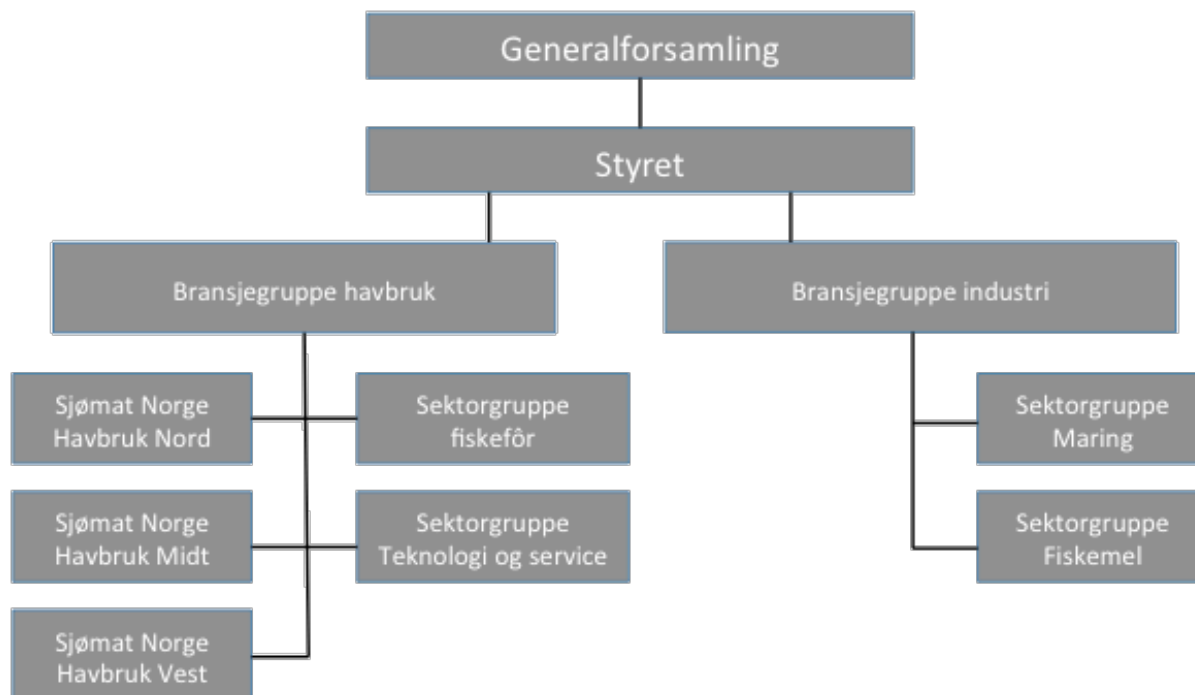 Generalforsamling
Styret
Bransjegruppe havbruk
Bransjegruppe industri
Sjømat Norge
Havbruk Nord
Sektorgruppe
fiskefôr
Sektorgruppe
Maring
Sjømat Norge
Havbruk Midt
Sektorgruppe
Teknologi og service
Sektorgruppe
Fiskemel
Sjømat Norge
Havbruk Vest